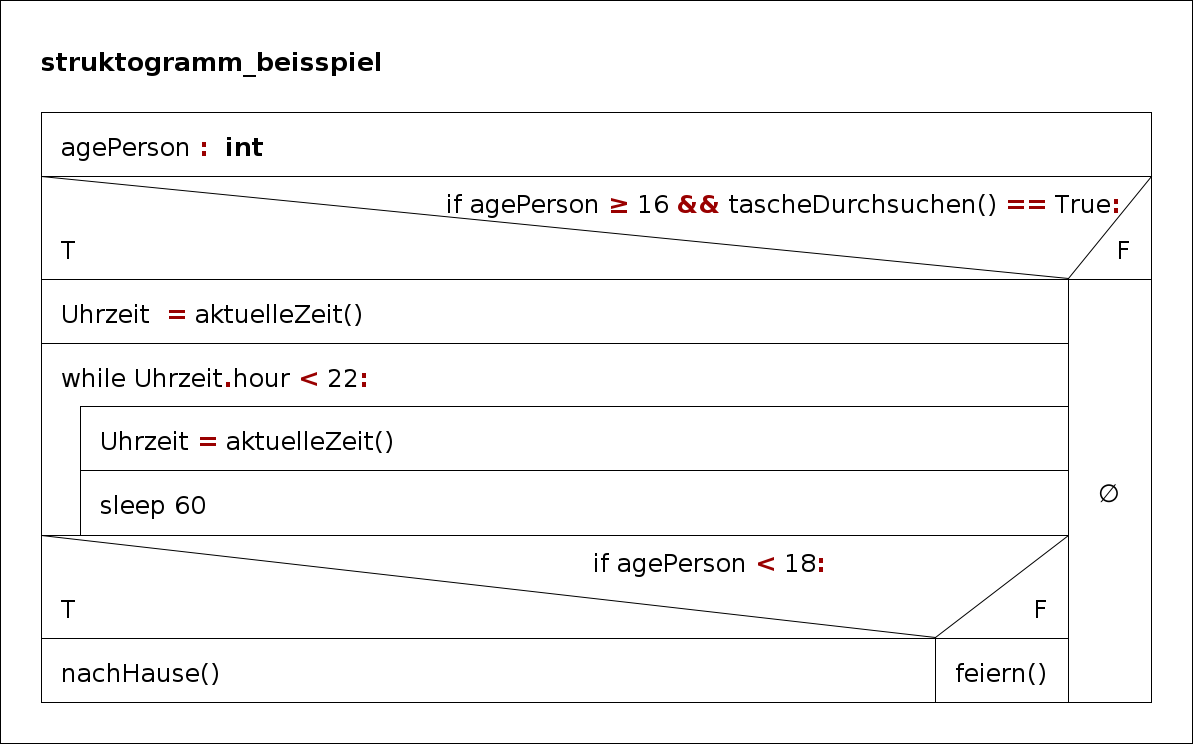 struktogramm_beisspiel
agePerson : int
if agePerson ≥ 16 && tascheDurchsuchen() == True:
T F
Uhrzeit = aktuelleZeit()
while Uhrzeit.hour < 22:
Uhrzeit = aktuelleZeit()
∅
sleep 60
if agePerson < 18:
T F
nachHause() feiern()